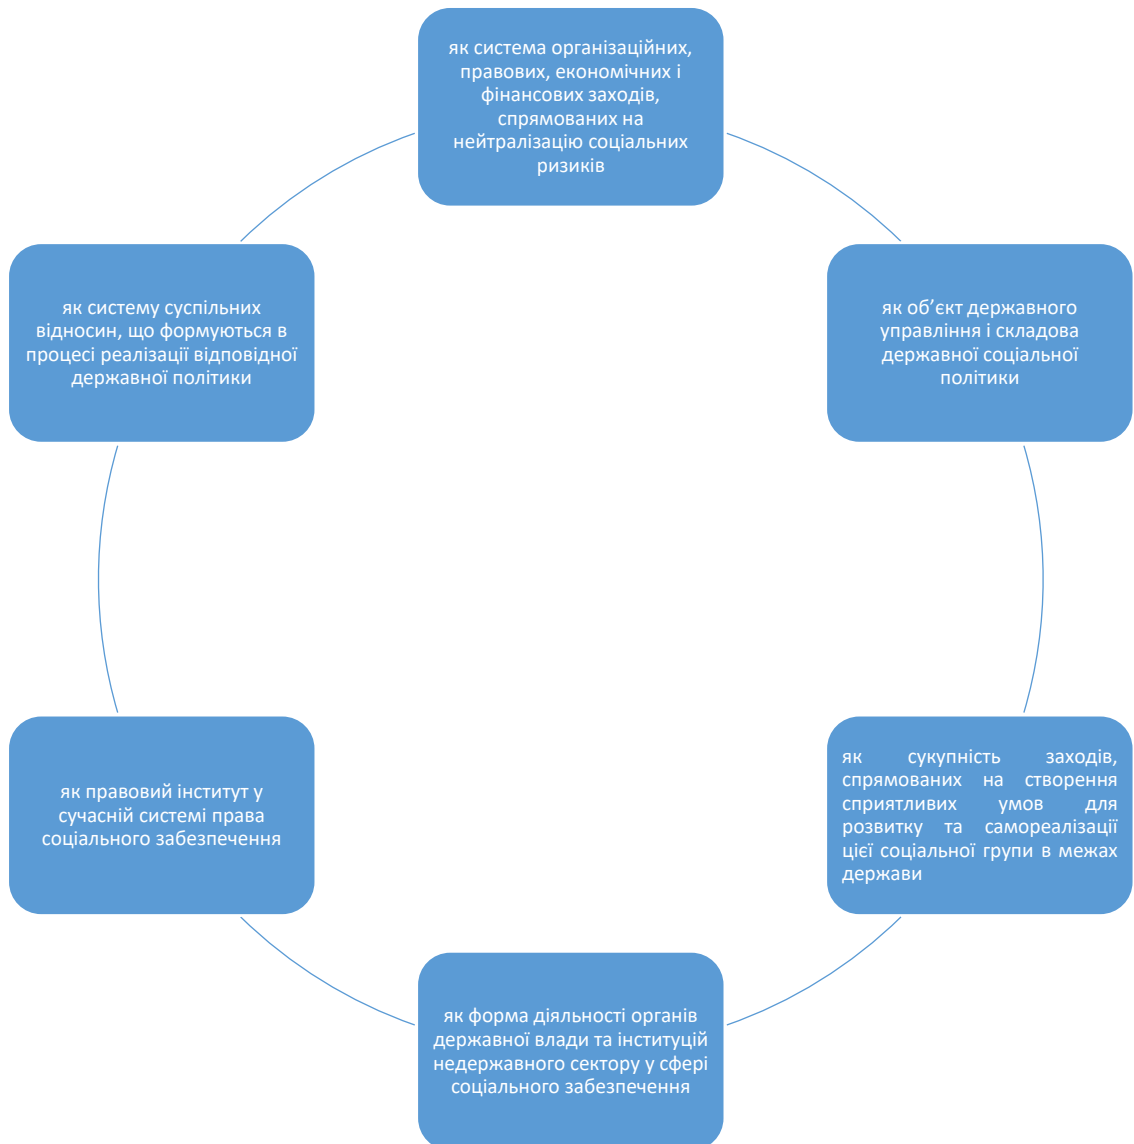 як система організаційних,
правових, економічних і
фінансових заходів,
спрямованих на
нейтралізацію соціальних
ризиків
як об’єкт державного
управління і складова
державної соціальної
політики
як сукупність заходів,
спрямованих на створення
сприятливих умов для
розвитку та самореалізації
цієї соціальної групи в межах
держави
як форма діяльності органів
державної влади та інституцій
недержавного сектору у сфері
соціального забезпечення
як правовий інститут у
сучасній системі права
соціального забезпечення
як систему суспільних
відносин, що формуються в
процесі реалізації відповідної
державної політики